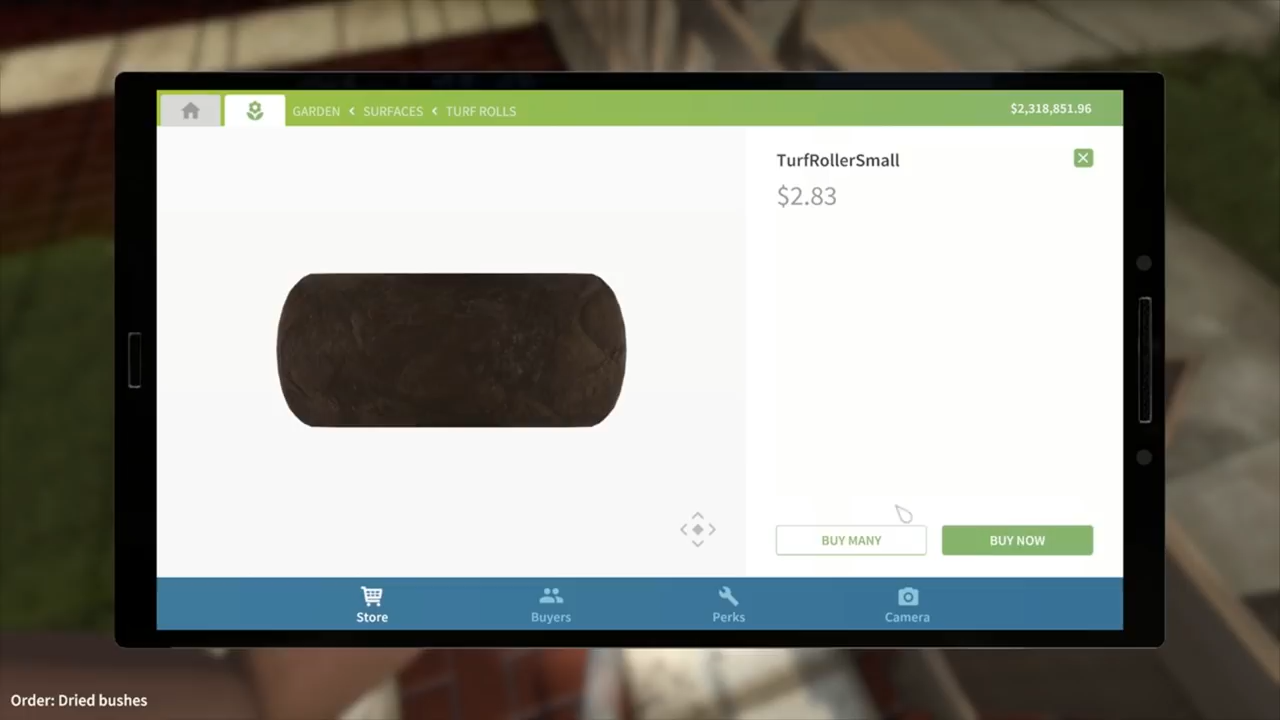 GARDEN < SURFACES < TURF ROLLS
$2,318,851.96
TurfRollerSmall
$2.83
BUY MANY
BUY NOW
Store
Buyers
Perks
Camera
Order: Dried bushes